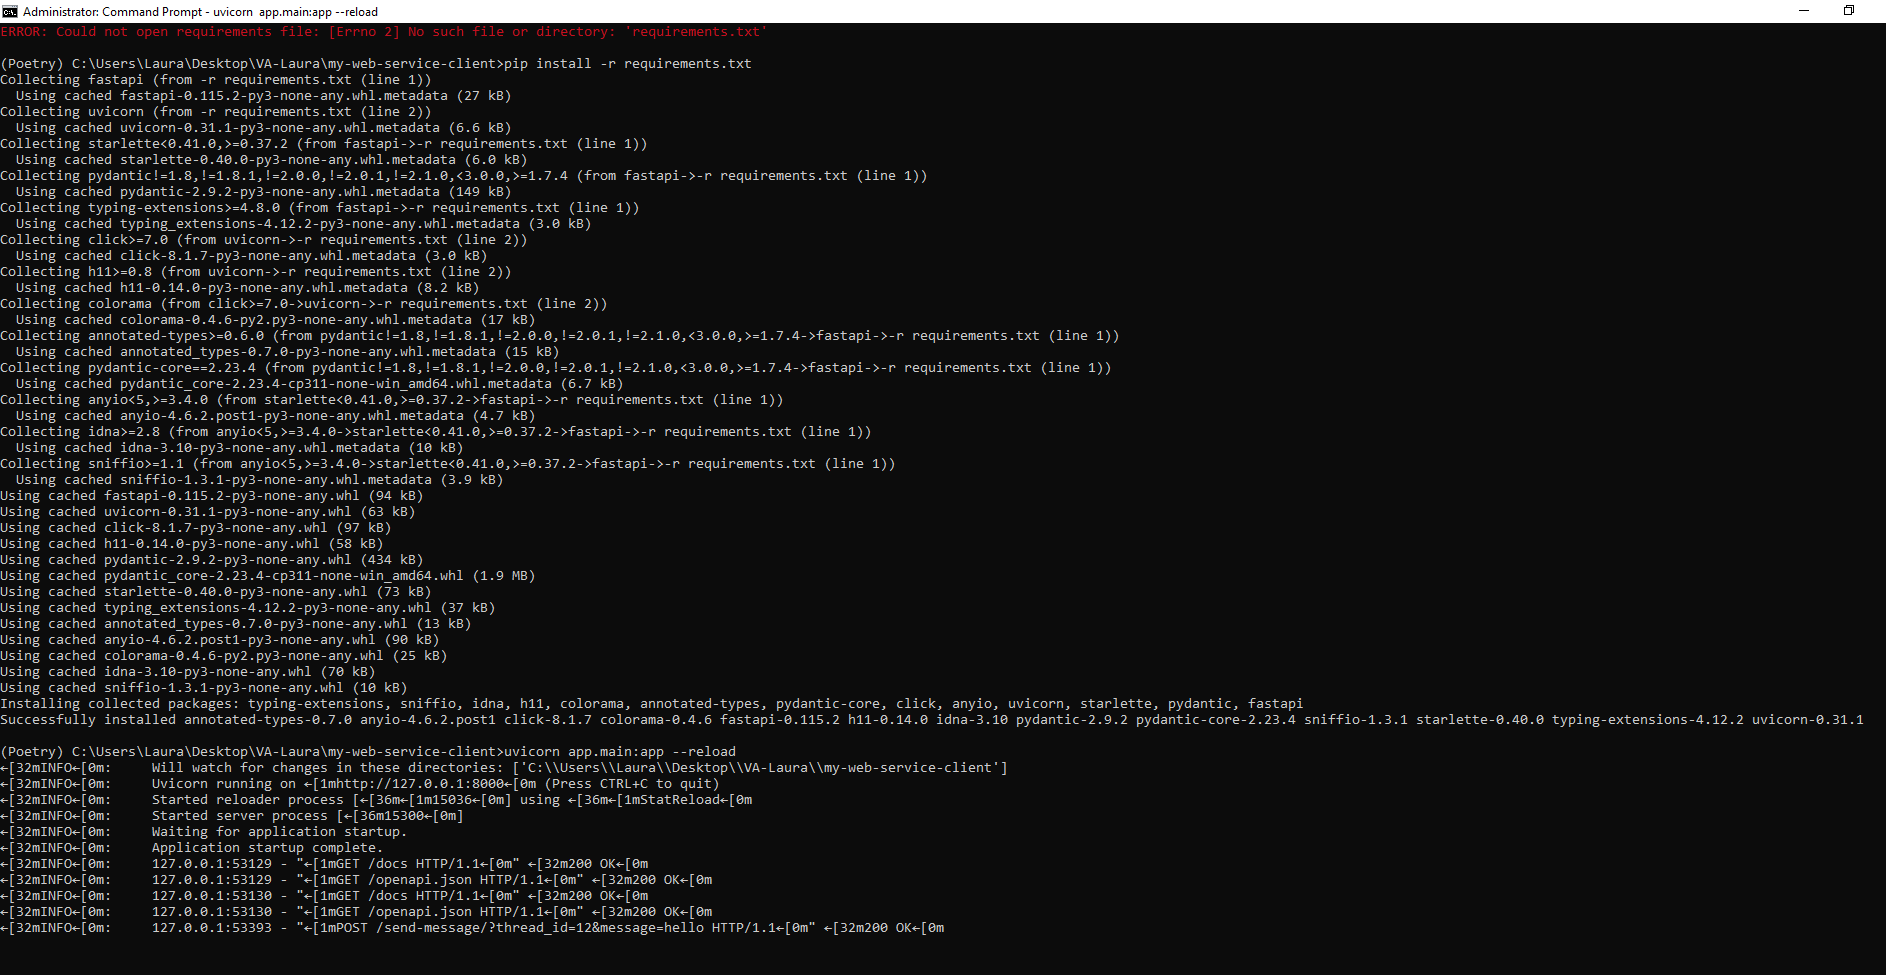 Administrator: Command Prompt - uvicorn  app.main:app --reload
ERROR: Could not open requirements file: [Errno 2] No such file or directory: 'requirements.txt'
(Poetry) C:\Users\Laura\Desktop\VA-Laura\my-web-service-client>pip install -r requirements.txt
Collecting fastapi (from -r requirements.txt (line 1))
  Using cached fastapi-0.115.2-py3-none-any.whl.metadata (27 kB)
Collecting uvicorn (from -r requirements.txt (line 2))
  Using cached uvicorn-0.31.1-py3-none-any.whl.metadata (6.6 kB)
Collecting starlette<0.41.0,>=0.37.2 (from fastapi->-r requirements.txt (line 1))
  Using cached starlette-0.40.0-py3-none-any.whl.metadata (6.0 kB)
Collecting pydantic!=1.8,!=1.8.1,!=2.0.0,!=2.0.1,!=2.1.0,<3.0.0,>=1.7.4 (from fastapi->-r requirements.txt (line 1))
  Using cached pydantic-2.9.2-py3-none-any.whl.metadata (149 kB)
Collecting typing-extensions>=4.8.0 (from fastapi->-r requirements.txt (line 1))
  Using cached typing_extensions-4.12.2-py3-none-any.whl.metadata (3.0 kB)
Collecting click>=7.0 (from uvicorn->-r requirements.txt (line 2))
  Using cached click-8.1.7-py3-none-any.whl.metadata (3.0 kB)
Collecting h11>=0.8 (from uvicorn->-r requirements.txt (line 2))
  Using cached h11-0.14.0-py3-none-any.whl.metadata (8.2 kB)
Collecting colorama (from click>=7.0->uvicorn->-r requirements.txt (line 2))
  Using cached colorama-0.4.6-py2.py3-none-any.whl.metadata (17 kB)
Collecting annotated-types>=0.6.0 (from pydantic!=1.8,!=1.8.1,!=2.0.0,!=2.0.1,!=2.1.0,<3.0.0,>=1.7.4->fastapi->-r requirements.txt (line 1))
  Using cached annotated_types-0.7.0-py3-none-any.whl.metadata (15 kB)
Collecting pydantic-core==2.23.4 (from pydantic!=1.8,!=1.8.1,!=2.0.0,!=2.0.1,!=2.1.0,<3.0.0,>=1.7.4->fastapi->-r requirements.txt (line 1))
  Using cached pydantic_core-2.23.4-cp311-none-win_amd64.whl.metadata (6.7 kB)
Collecting anyio<5,>=3.4.0 (from starlette<0.41.0,>=0.37.2->fastapi->-r requirements.txt (line 1))
  Using cached anyio-4.6.2.post1-py3-none-any.whl.metadata (4.7 kB)
Collecting idna>=2.8 (from anyio<5,>=3.4.0->starlette<0.41.0,>=0.37.2->fastapi->-r requirements.txt (line 1))
  Using cached idna-3.10-py3-none-any.whl.metadata (10 kB)
Collecting sniffio>=1.1 (from anyio<5,>=3.4.0->starlette<0.41.0,>=0.37.2->fastapi->-r requirements.txt (line 1))
  Using cached sniffio-1.3.1-py3-none-any.whl.metadata (3.9 kB)
Using cached fastapi-0.115.2-py3-none-any.whl (94 kB)
Using cached uvicorn-0.31.1-py3-none-any.whl (63 kB)
Using cached click-8.1.7-py3-none-any.whl (97 kB)
Using cached h11-0.14.0-py3-none-any.whl (58 kB)
Using cached pydantic-2.9.2-py3-none-any.whl (434 kB)
Using cached pydantic_core-2.23.4-cp311-none-win_amd64.whl (1.9 MB)
Using cached starlette-0.40.0-py3-none-any.whl (73 kB)
Using cached typing_extensions-4.12.2-py3-none-any.whl (37 kB)
Using cached annotated_types-0.7.0-py3-none-any.whl (13 kB)
Using cached anyio-4.6.2.post1-py3-none-any.whl (90 kB)
Using cached colorama-0.4.6-py2.py3-none-any.whl (25 kB)
Using cached idna-3.10-py3-none-any.whl (70 kB)
Using cached sniffio-1.3.1-py3-none-any.whl (10 kB)
Installing collected packages: typing-extensions, sniffio, idna, h11, colorama, annotated-types, pydantic-core, click, anyio, uvicorn, starlette, pydantic, fastapi
Successfully installed annotated-types-0.7.0 anyio-4.6.2.post1 click-8.1.7 colorama-0.4.6 fastapi-0.115.2 h11-0.14.0 idna-3.10 pydantic-2.9.2 pydantic-core-2.23.4 sniffio-1.3.1 starlette-0.40.0 typing-extensions-4.12.2 uvicorn-0.31.1
(Poetry) C:\Users\Laura\Desktop\VA-Laura\my-web-service-client>uvicorn app.main:app --reload
←[32mINFO←[0m:     Will watch for changes in these directories: ['C:\\Users\\Laura\\Desktop\\VA-Laura\\my-web-service-client']
←[32mINFO←[0m:     Uvicorn running on ←[1mhttp://127.0.0.1:8000←[0m (Press CTRL+C to quit)
←[32mINFO←[0m:     Started reloader process [←[36m←[1m15036←[0m] using ←[36m←[1mStatReload←[0m
←[32mINFO←[0m:     Started server process [←[36m15300←[0m]
←[32mINFO←[0m:     Waiting for application startup.
←[32mINFO←[0m:     Application startup complete.
←[32mINFO←[0m:     127.0.0.1:53129 - "←[1mGET /docs HTTP/1.1←[0m" ←[32m200 OK←[0m
←[32mINFO←[0m:     127.0.0.1:53129 - "←[1mGET /openapi.json HTTP/1.1←[0m" ←[32m200 OK←[0m
←[32mINFO←[0m:     127.0.0.1:53130 - "←[1mGET /docs HTTP/1.1←[0m" ←[32m200 OK←[0m
←[32mINFO←[0m:     127.0.0.1:53130 - "←[1mGET /openapi.json HTTP/1.1←[0m" ←[32m200 OK←[0m
←[32mINFO←[0m:     127.0.0.1:53393 - "←[1mPOST /send-message/?thread_id=12&message=hello HTTP/1.1←[0m" ←[32m200 OK←[0m